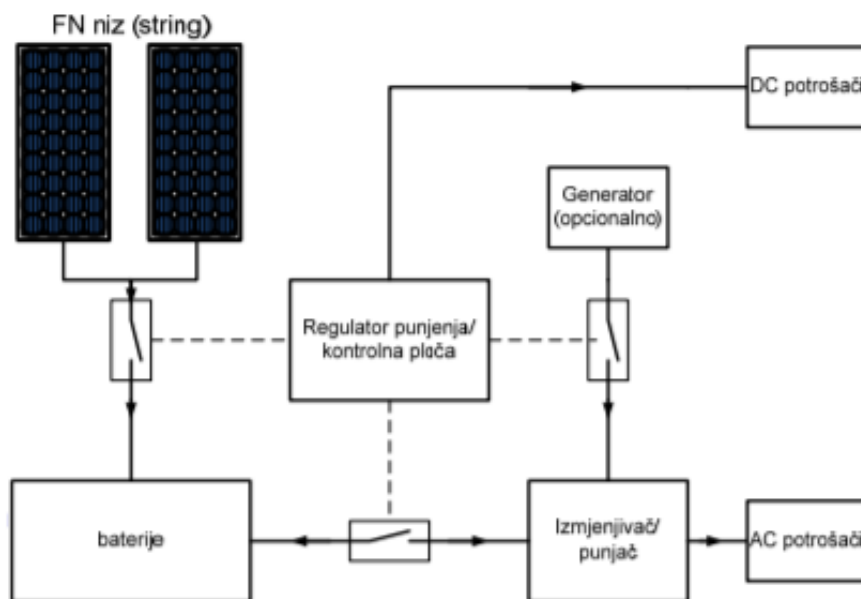 FN niz (string)
DC potrošači
Generator
(opcionalno)
Regulator punjenja/
kontrolna ploča
baterije
Izmjenjivač/
punjač
AC potrošači